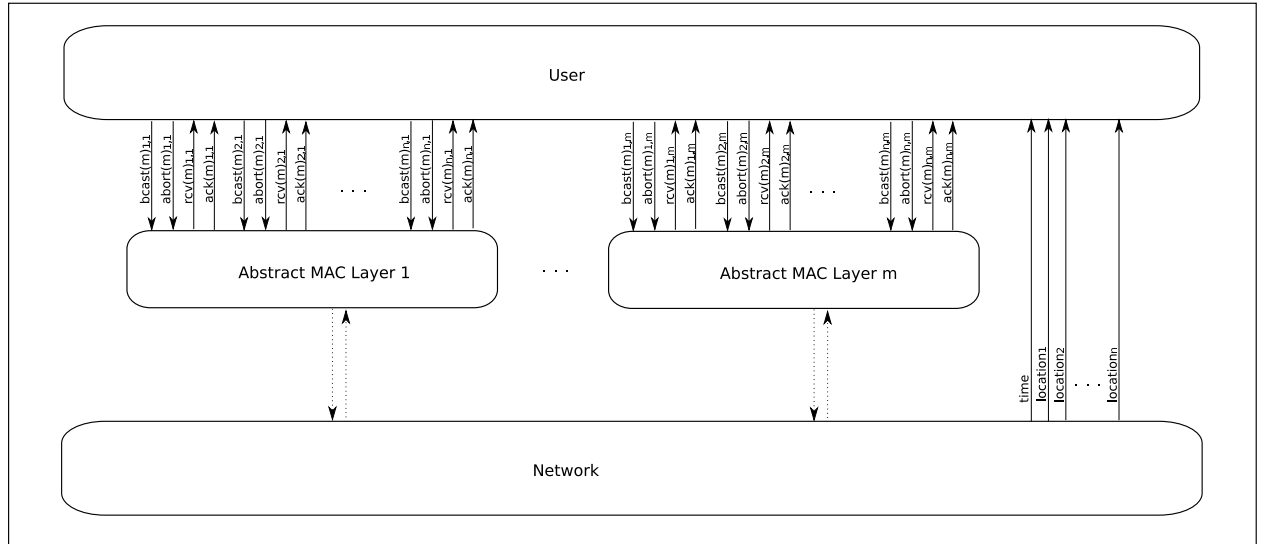 User
bcast(m)1,1
abort(m)1,1
rcv(m)1,1
ack(m)1,1
bcast(m)2,1
abort(m)2,1
rcv(m)2,1
ack(m)2,1
. . .
bcast(m)n,1
abort(m)n,1
rcv(m)n,1
ack(m)n,1
bcast(m)1,m
abort(m)1,m
rcv(m)1,m
ack(m)1,m
bcast(m)2,m
abort(m)2,m
rcv(m)2,m
ack(m)2,m
. . .
bcast(m)n,m
abort(m)n,m
rcv(m)n,m
ack(m)n,m
Abstract MAC Layer 1
. . .
Abstract MAC Layer m
time
location1
location2
. . .
locationn
Network